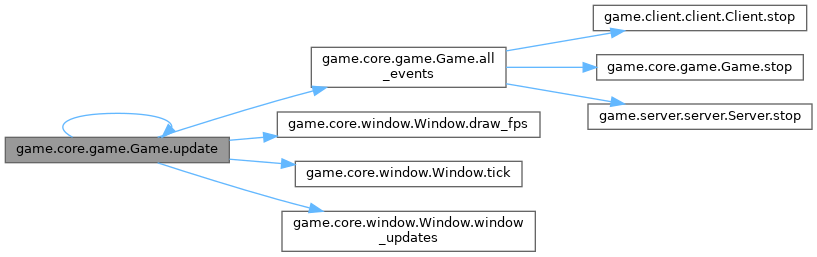 game.core.game.Game.update
game.core.game.Game.all
_events
game.client.client.Client.stop
game.core.game.Game.stop
game.server.server.Server.stop
game.core.window.Window.draw_fps
game.core.window.Window.tick
game.core.window.Window.window
_updates